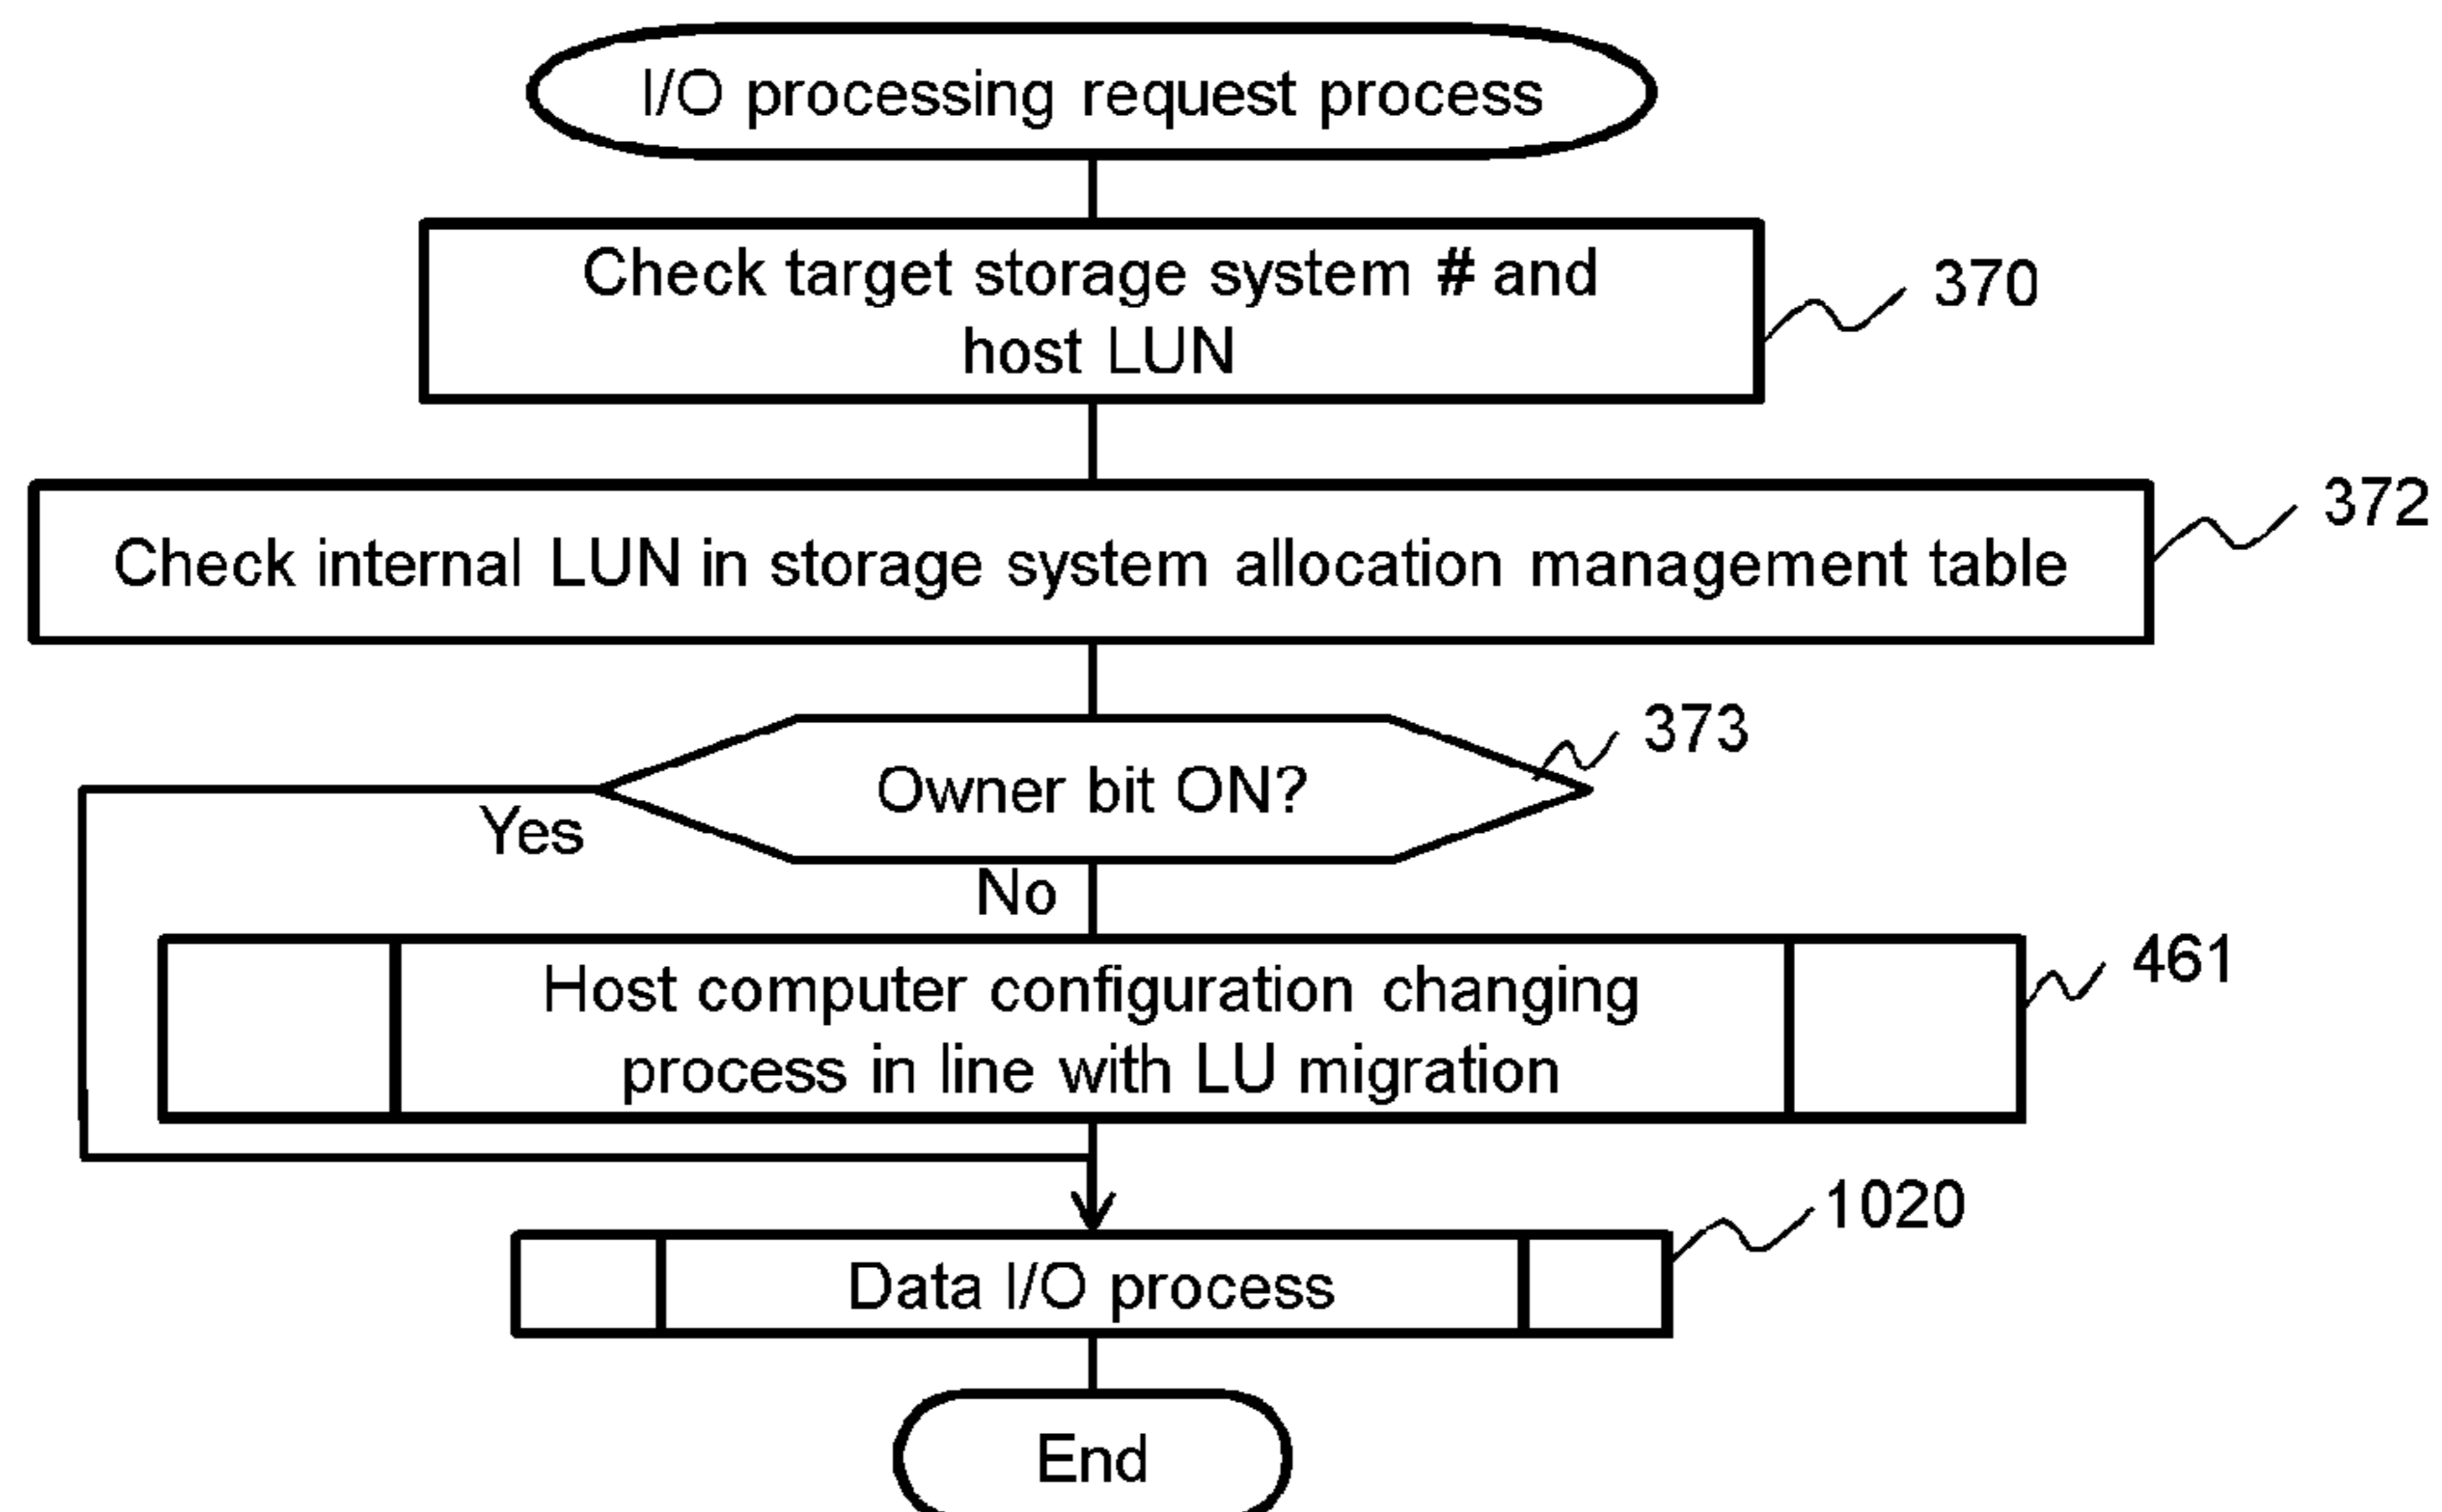 I/O processing request process
Check target storage system # and
host LUN
370
Check internal LUN in storage system allocation management table
372
Owner bit ON?
373
Yes
No
Host computer configuration changing
process in line with LU migration
461
Data I/O process
1020
End